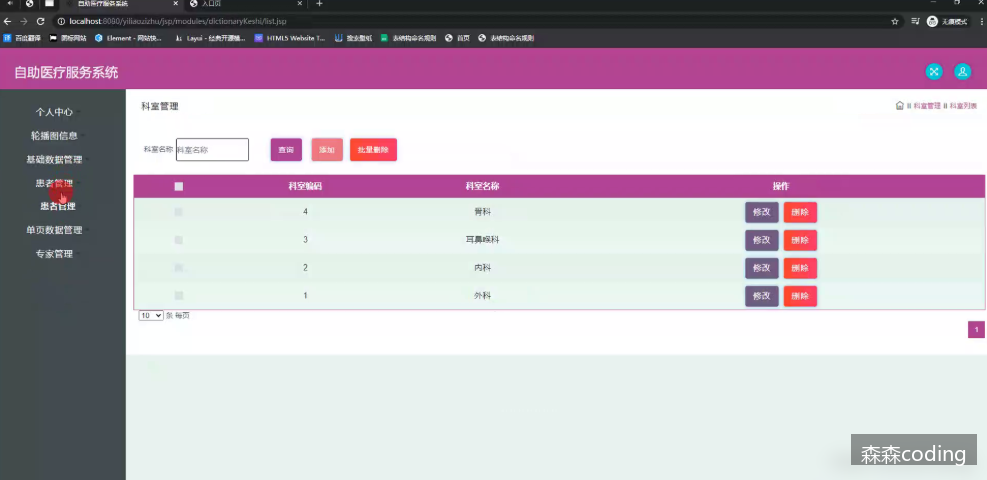 自助医疗服务系统
入口页
localhost:8080/yiliaozizhu/jsp/modules/dictionaryKeshi/list.jsp
无痕模式
百度翻译 图标网站 Element - 网站快... Layui - 经典开源模... HTML5 Website T... 搜金壁纸 表结构命名规则 首页 表结构命名规则
自助医疗服务系统
个人中心
轮播图信息
基础数据管理
患者管理
患者管理
单页数据管理
专家管理
科室管理
科室管理 科室列表
科室名称 科室名称 查询 添加 批量删除
科室编码 科室名称 操作
4 骨科 修改 删除
3 耳鼻喉科 修改 删除
2 内科 修改 删除
1 外科 修改 删除
10 条 每页
1
森森coding